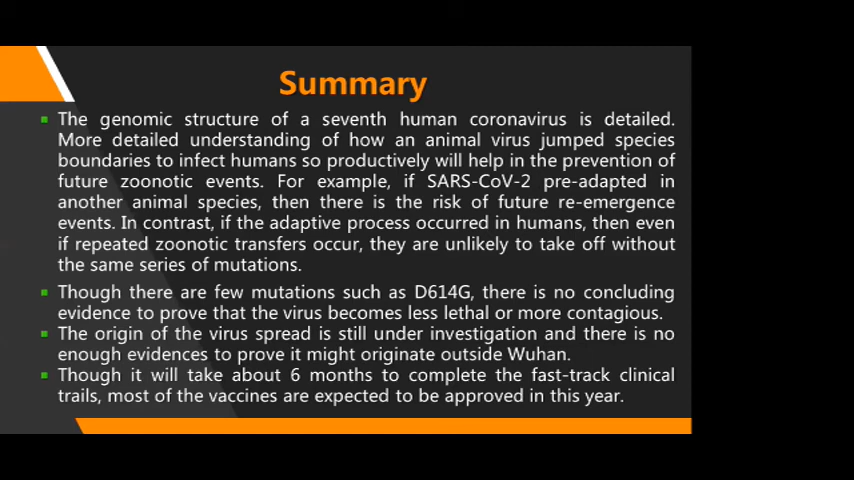 Summary
The genomic structure of a seventh human coronavirus is detailed.
More detailed understanding of how an animal virus jumped species
boundaries to infect humans so productively will help in the prevention of
future zoonotic events. For example, if SARS-CoV-2 pre-adapted in
another animal species, then there is the risk of future re-emergence
events. In contrast, if the adaptive process occurred in humans, then even
if repeated zoonotic transfers occur, they are unlikely to take off without
the same series of mutations.
Though there are few mutations such as D614G, there is no concluding
evidence to prove that the virus becomes less lethal or more contagious.
The origin of the virus spread is still under investigation and there is no
enough evidences to prove it might originate outside Wuhan.
Though it will take about 6 months to complete the fast-track clinical
trails, most of the vaccines are expected to be approved in this year.